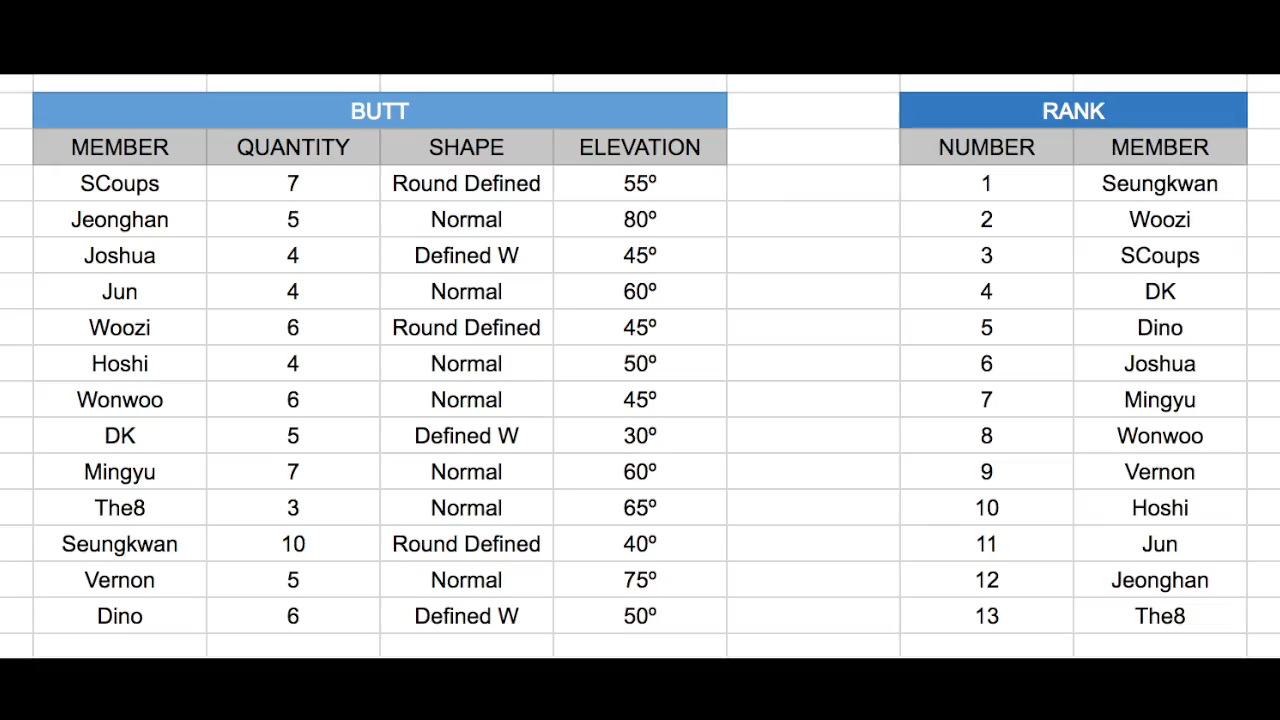 BUTT RANK
MEMBER QUANTITY SHAPE ELEVATION NUMBER MEMBER
SCoups 7 Round Defined 55º 1 Seungkwan
Jeonghan 5 Normal 80º 2 Woozi
Joshua 4 Defined W 45º 3 SCoups
Jun 4 Normal 60º 4 DK
Woozi 6 Round Defined 45º 5 Dino
Hoshi 4 Normal 50º 6 Joshua
Wonwoo 6 Normal 45º 7 Mingyu
DK 5 Defined W 30º 8 Wonwoo
Mingyu 7 Normal 60º 9 Vernon
The8 3 Normal 65º 10 Hoshi
Seungkwan 10 Round Defined 40º 11 Jun
Vernon 5 Normal 75º 12 Jeonghan
Dino 6 Defined W 50º 13 The8